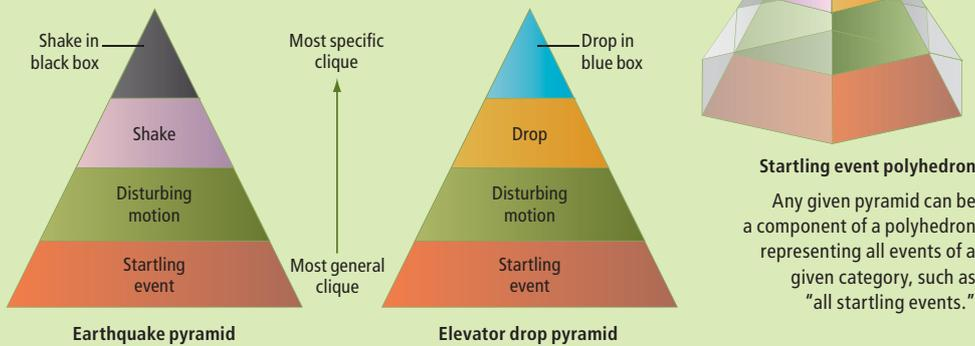 Shake in
black box
Shake
Disturbing
motion
Startling
event
Earthquake pyramid
Most specific
clique
Most general
clique
Drop in
blue box
Drop
Disturbing
motion
Startling
event
Elevator drop pyramid
Startling event polyhedron
Any given pyramid can be
a component of a polyhedron
representing all events of a
given category, such as
“all startling events.”